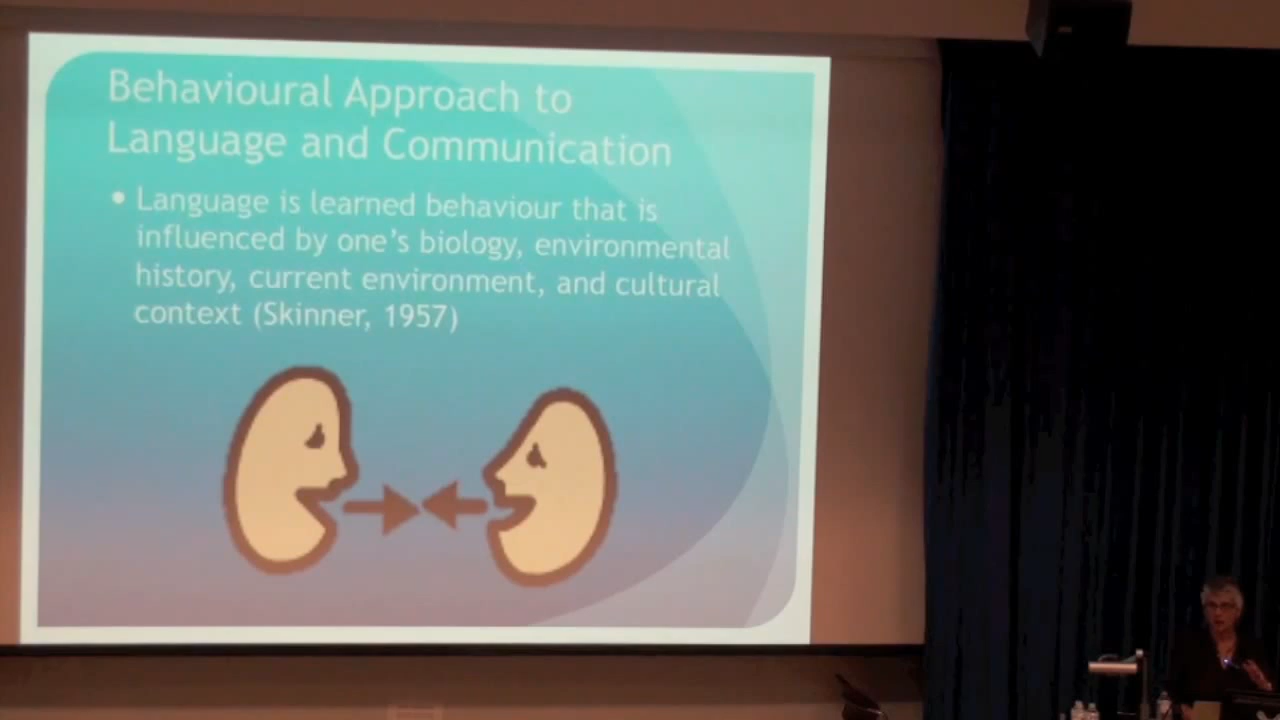 Behavioural Approach to
Language and Communication
• Language is learned behaviour that is
influenced by one's biology, environmental
history, current environment, and cultural
context (Skinner, 1957)